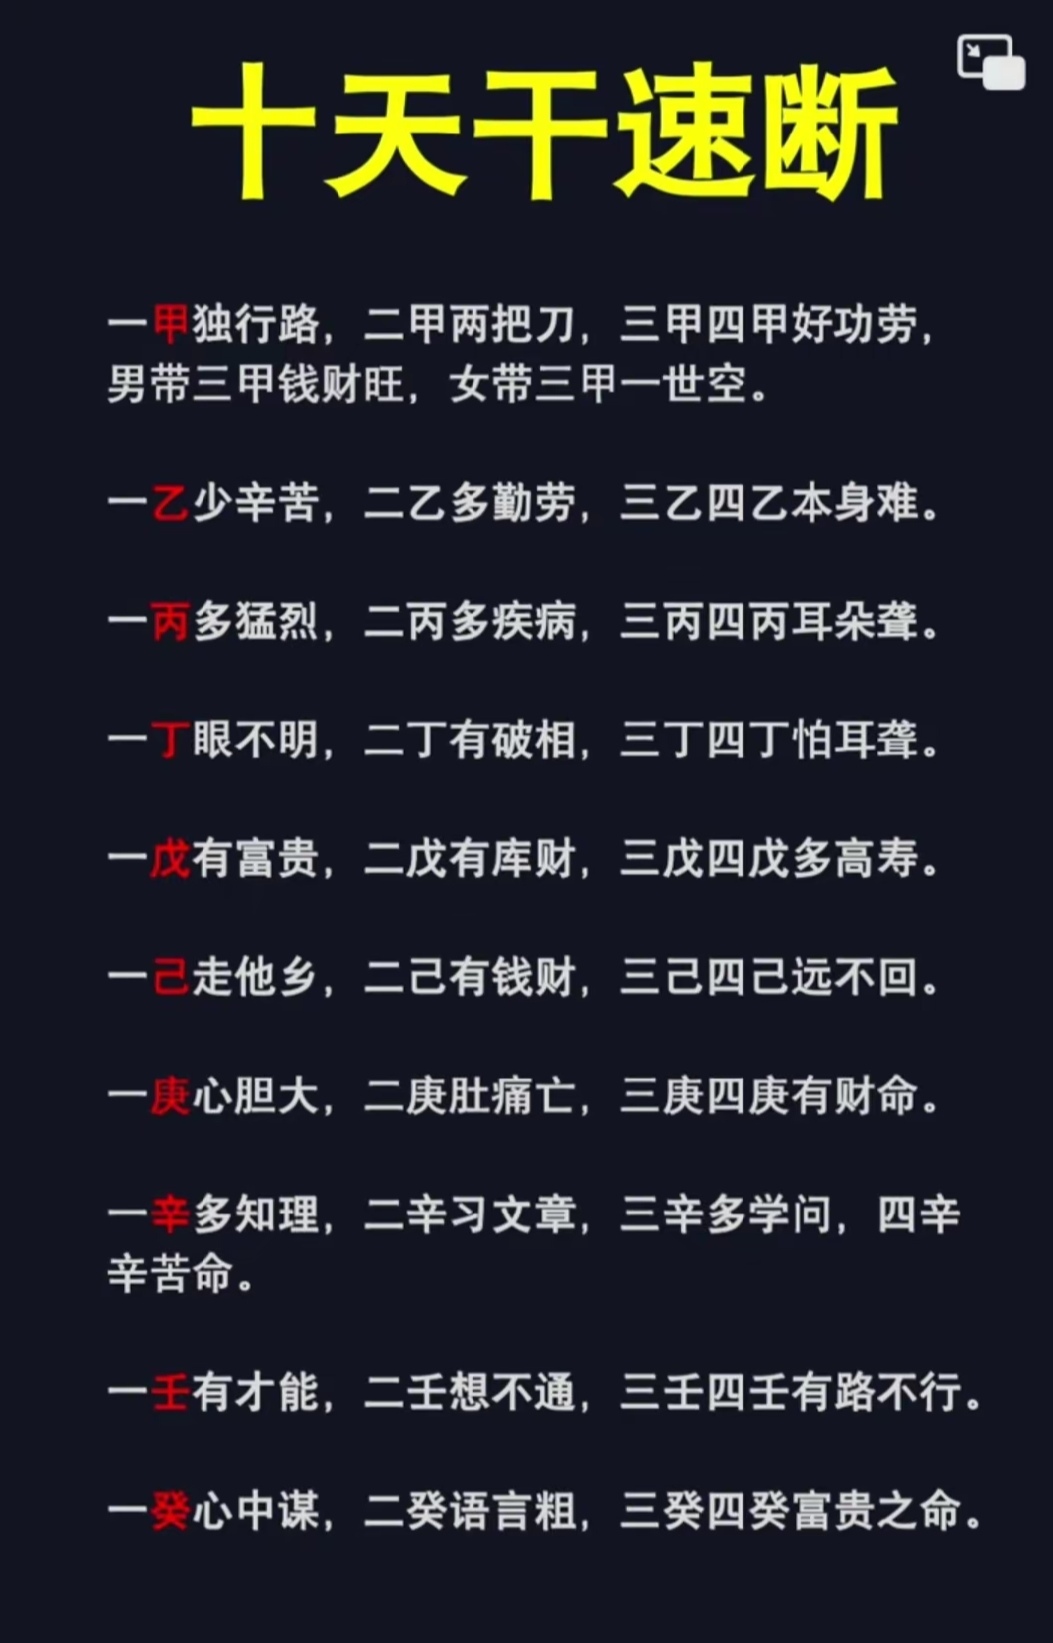 十天干速断
一甲独行路，二甲两把刀，三甲四甲好功劳，
男带三甲钱财旺，女带三甲一世空。
一乙少辛苦，二乙多勤劳，三乙四乙本身难。
一丙多猛烈，二丙多疾病，三丙四丙耳朵聋。
一丁眼不明，二丁有破相，三丁四丁怕耳聋。
一戊有富贵，二戊有库财，三戊四戊多高寿。
一己走他乡，二己有钱财，三己四己远不回。
一庚心胆大，二庚肚痛亡，三庚四庚有财命。
一辛多知理，二辛习文章，三辛多学问，四辛
辛苦命。
一壬有才能，二壬想不通，三壬四壬有路不行。
一癸心中谋，二癸语言粗，三癸四癸富贵之命。